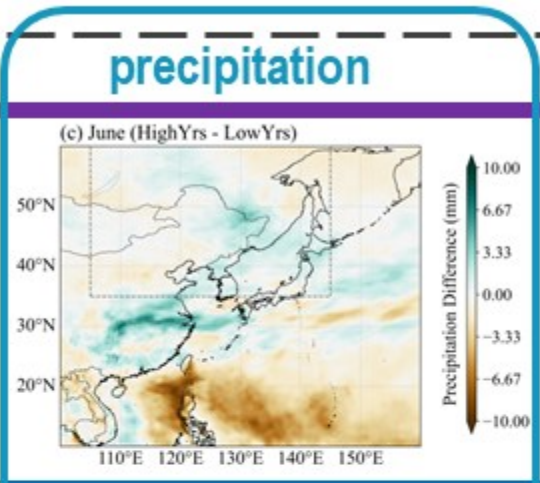 precipitation
(c) June (HighYrs - LowYrs)
50°N
40°N
30°N
20°N
110°E 120°E 130°E 140°E 150°E
10.00
6.67
3.33
0.00
−3.33
−6.67
−10.00
Precipitation Difference (mm)